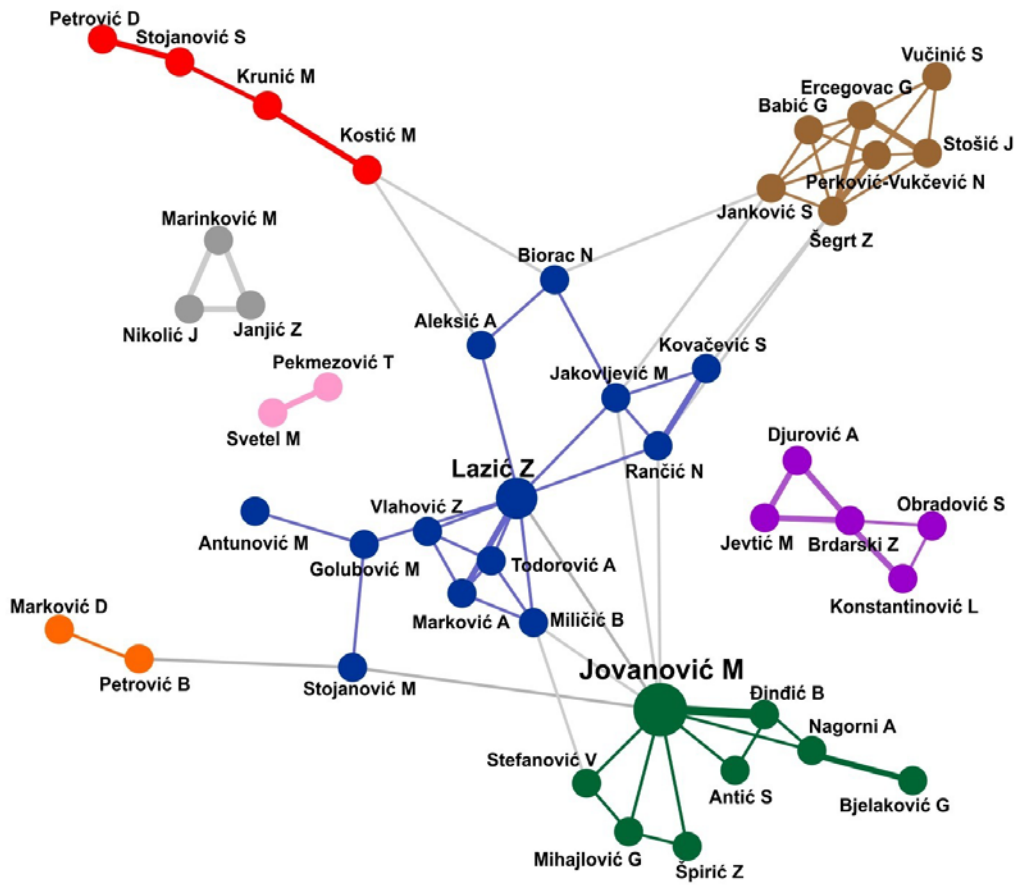 Petrović D
Stojanović S
Krunić M
Kostić M
Vučinić S
Ercegovac G
Babić G
Stošić J
Perković-Vukčević N
Janković S
Šegrt Z
Marinković M
Nikolić J
Janjić Z
Biorac N
Aleksić A
Kovačević S
Jakovljević M
Pekmezović T
Svetel M
Rančić N
Lazić Z
Djurović A
Vlahović Z
Obradović S
Antunović M
Jevtić M
Brdarski Z
Golubović M
Todorović A
Konstantinović L
Marković D
Marković A
Miličić B
Petrović B
Stojanović M
Jovanović M
Đinđić B
Nagorni A
Stefanović V
Antić S
Bjelaković G
Mihajlović G
Špirić Z